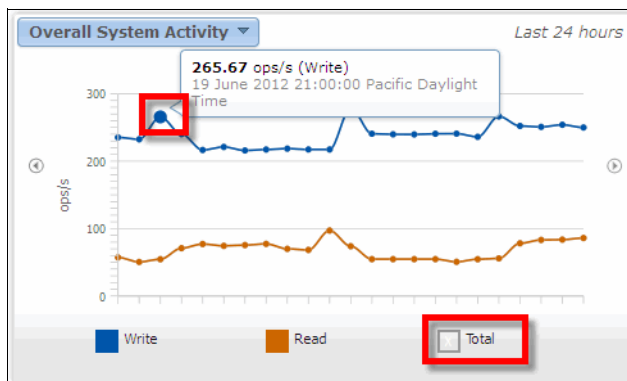 Overall System Activity
Last 24 hours
265.67 ops/s (Write)
19 June 2012 21:00:00 Pacific Daylight
Time
300
200
100
0
ops/s
Write
Read
Total